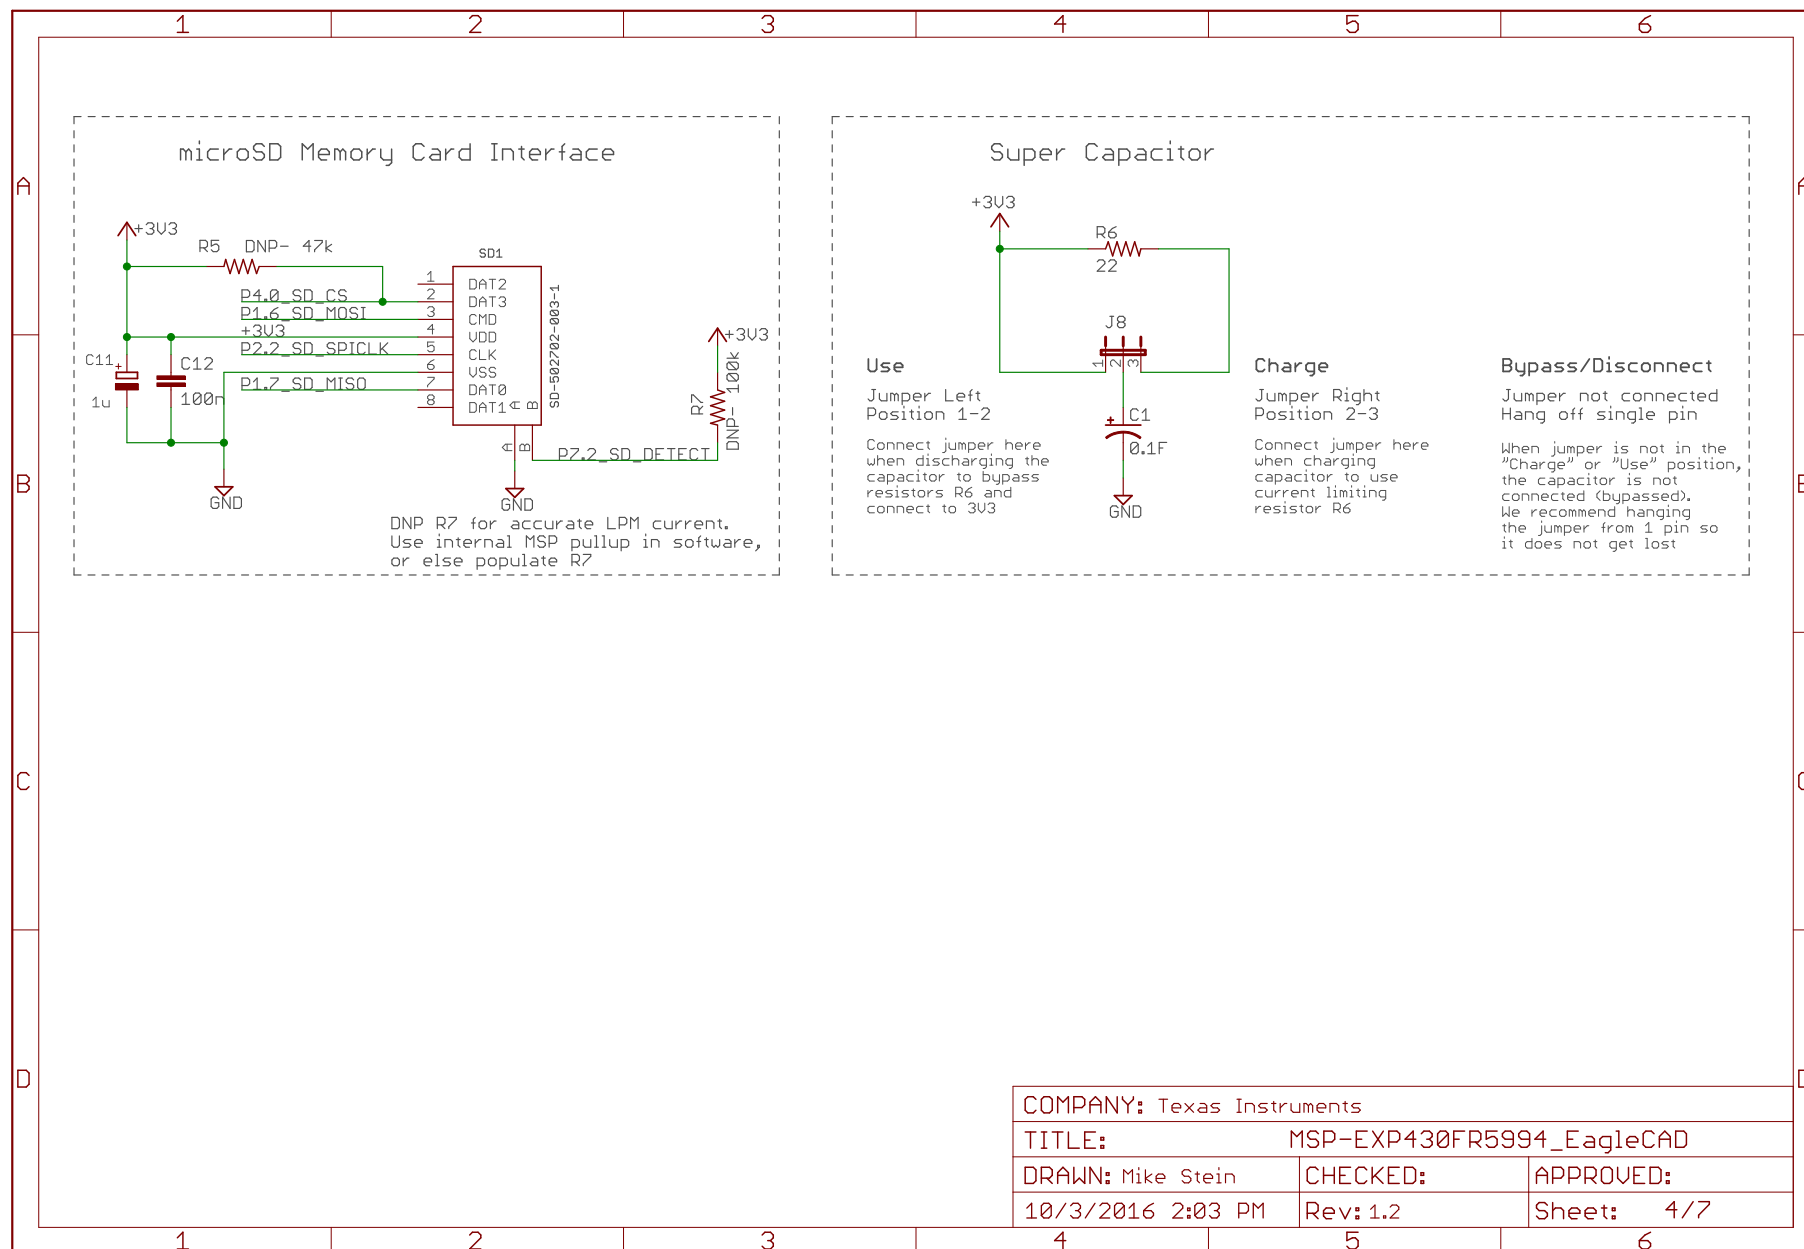 1 2 3 4 5 6
A
B
C
D
microSD Memory Card Interface
+3V3
R5 DNP- 47k
P4.0_SD_CS
P1.6_SD_MOSI
+3V3
P2.2_SD_SPICLK
P1.7_SD_MISO
C11
+
1u
C12
100n
GND
SD1
1 DAT2
2 DAT3
3 CMD
4 VDD
5 CLK
6 VSS
7 DAT0
8 DAT1
A B
A B
SD-502702-003-1
GND
P7.2_SD_DETECT
+3V3
R7
DNP- 100k
DNP R7 for accurate LPM current.
Use internal MSP pullup in software,
or else populate R7
Super Capacitor
+3V3
R6
22
J8
1 2 3
+
C1
0.1F
GND
Use
Jumper Left
Position 1-2
Connect jumper here
when discharging the
capacitor to bypass
resistors R6 and
connect to 3V3
Charge
Jumper Right
Position 2-3
Connect jumper here
when charging
capacitor to use
current limiting
resistor R6
Bypass/Disconnect
Jumper not connected
Hang off single pin
When jumper is not in the
"Charge" or "Use" position,
the capacitor is not
connected (bypassed).
We recommend hanging
the jumper from 1 pin so
it does not get lost
COMPANY: Texas Instruments
TITLE: MSP-EXP430FR5994_EagleCAD
DRAWN: Mike Stein CHECKED: APPROVED:
10/3/2016 2:03 PM Rev: 1.2 Sheet: 4/7
1 2 3 4 5 6